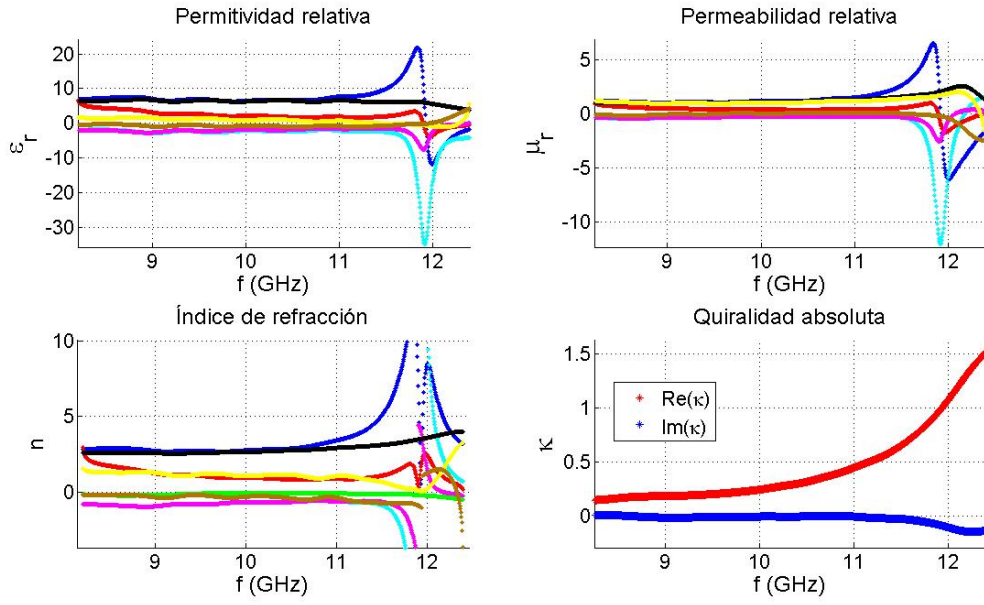 Permitividad relativa
20
10
0
-10
-20
-30
εr
9
10
11
12
f (GHz)
Permeabilidad relativa
5
0
-5
-10
μr
9
10
11
12
f (GHz)
Índice de refracción
10
5
0
n
9
10
11
12
f (GHz)
Quiralidad absoluta
1.5
1
0.5
0
κ
Re(κ)
Im(κ)
9
10
11
12
f (GHz)